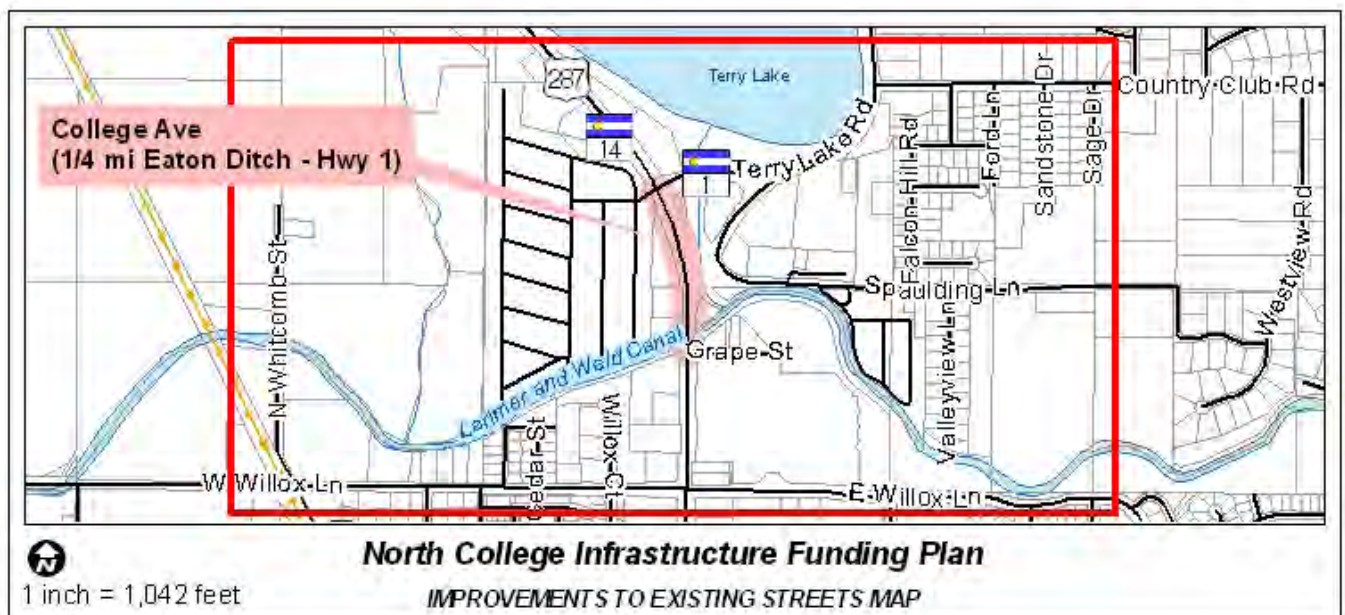 287
Terry Lake
Country Club Rd
College Ave
(1/4 mi Eaton Ditch - Hwy 1)
14
1
Terry Lake Rd
Falcon Hill Rd
Ford Ln
Sandstone Dr
Sage Dr
Westview Rd
N Whitcomb St
Spaulding Ln
Larimer and Weld Canal
Grape St
Valleyview Ln
Willox Ct
Cedar St
W Willox Ln
E Willox Ln
N
North College Infrastructure Funding Plan
1 inch = 1,042 feet
IMPROVEMENTS TO EXISTING STREETS MAP